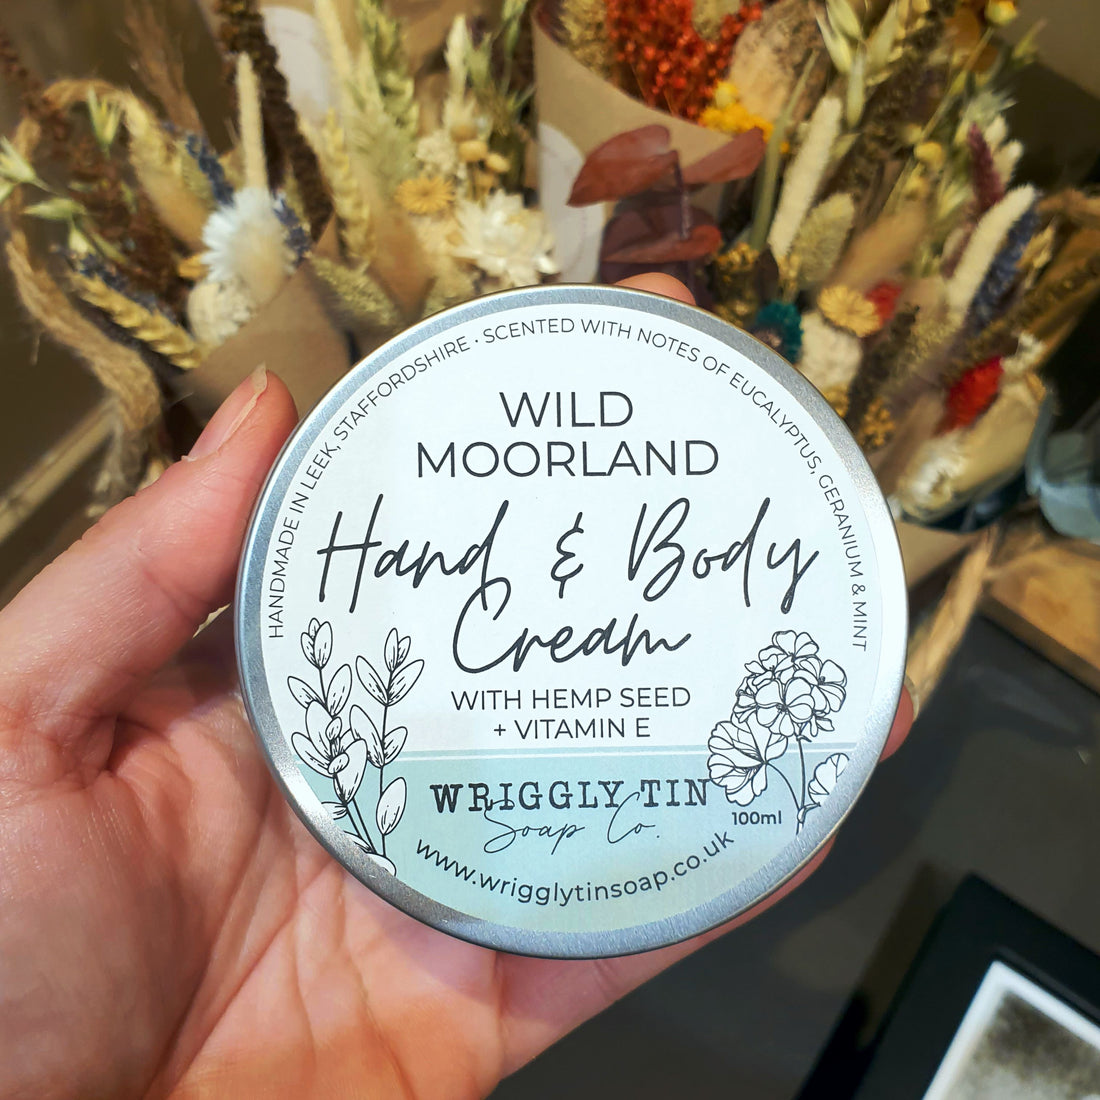 HANDMADE IN LEEK, STAFFORDSHIRE • SCENTED WITH NOTES OF EUCALYPTUS, GERANIUM & MINT
WILD
MOORLAND
Hand & Body
Cream
WITH HEMP SEED
+ VITAMIN E
WRIGGLY TIN
Soap Co.
100ml
www.wrigglytinsoap.co.uk